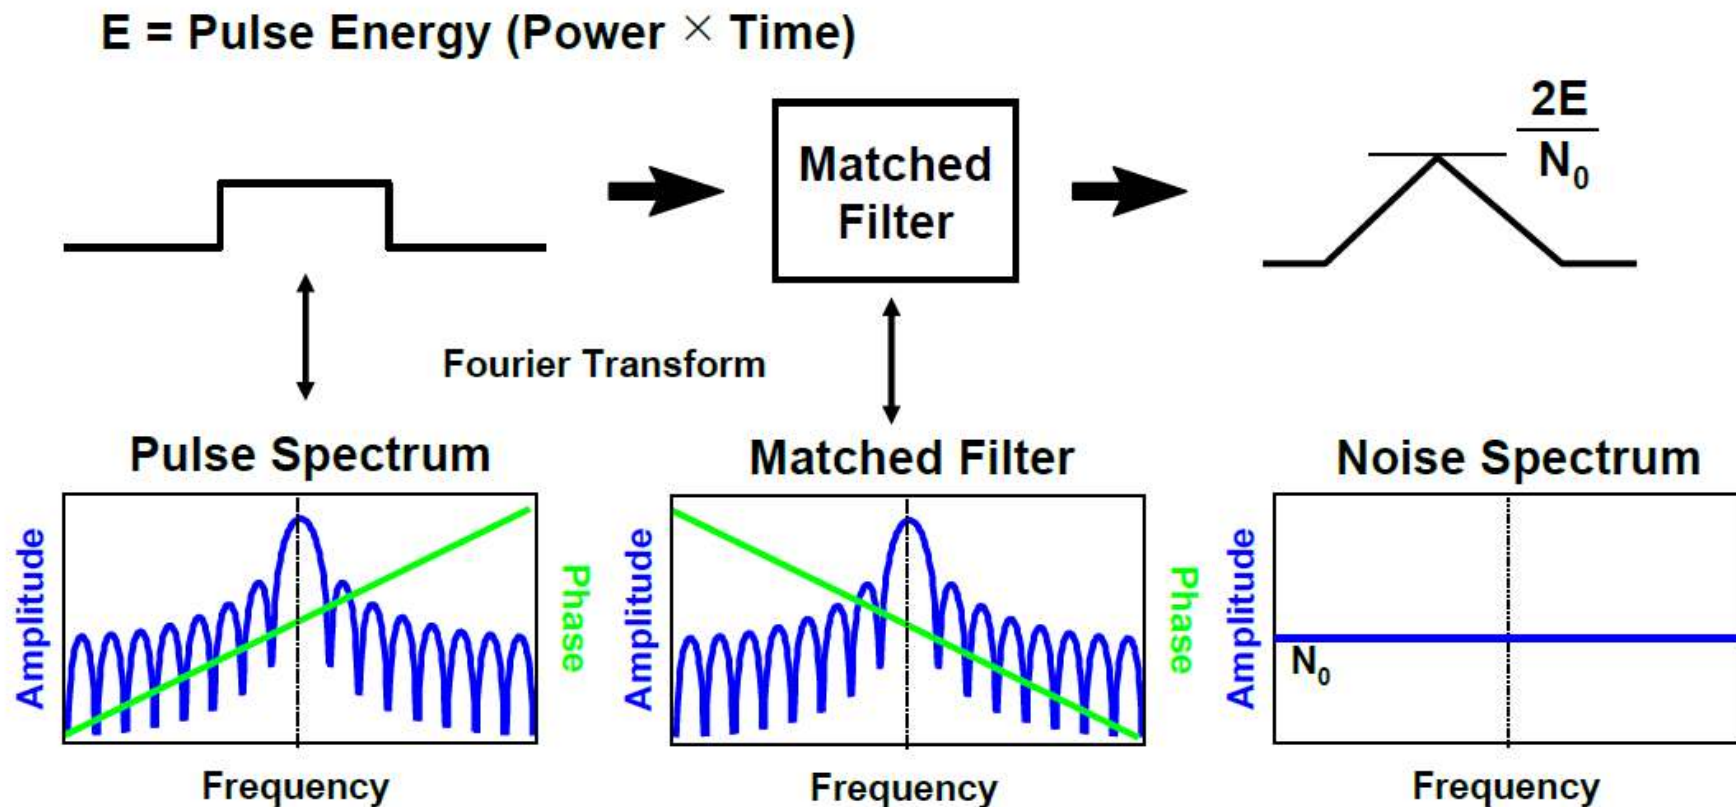 E = Pulse Energy (Power × Time)
Matched
Filter
2E
N₀
Fourier Transform
Pulse Spectrum
Matched Filter
Noise Spectrum
Amplitude
Phase
Amplitude
Phase
Amplitude
N₀
Frequency
Frequency
Frequency